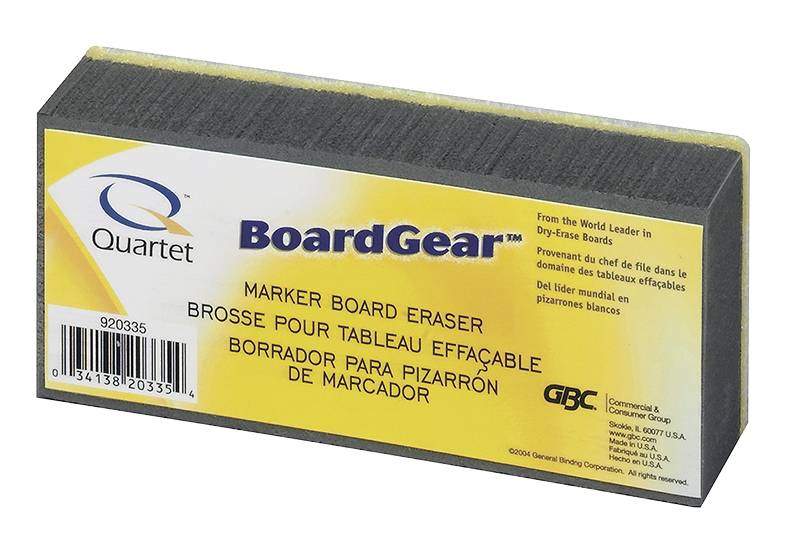 Quartet™
BoardGear™
From the World Leader in
Dry-Erase Boards
Provenant du chef de file dans le
domaine des tableaux effaçables
Del líder mundial en
pizarrones blancos
MARKER BOARD ERASER
BROSSE POUR TABLEAU EFFAÇABLE
BORRADOR PARA PIZARRÓN
DE MARCADOR
920335
0 34138 20335 4
GBC
Commercial &
Consumer Group
Skokie, IL 60077 U.S.A.
www.gbc.com
Made in U.S.A.
Fabriqué au U.S.A.
Hecho en U.S.A.
©2004 General Binding Corporation. All rights reserved.